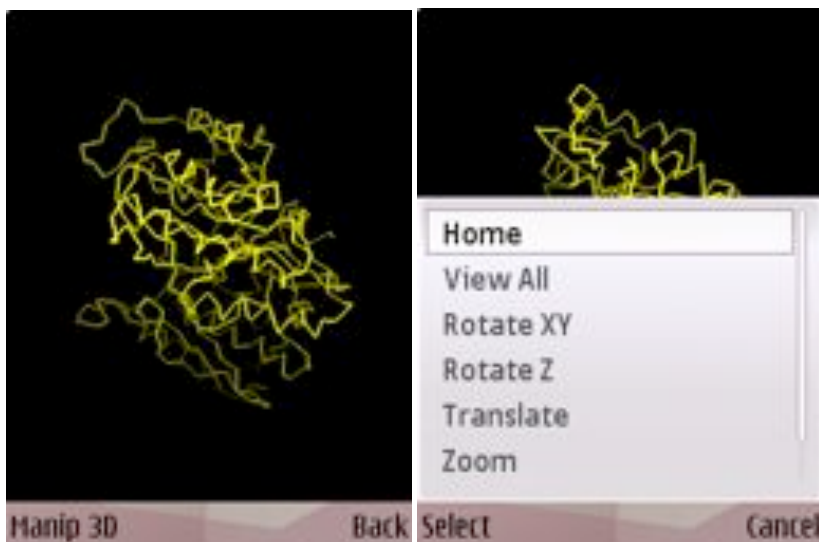 Manip 3D Back
Home
View All
Rotate XY
Rotate Z
Translate
Zoom
Select Cancel